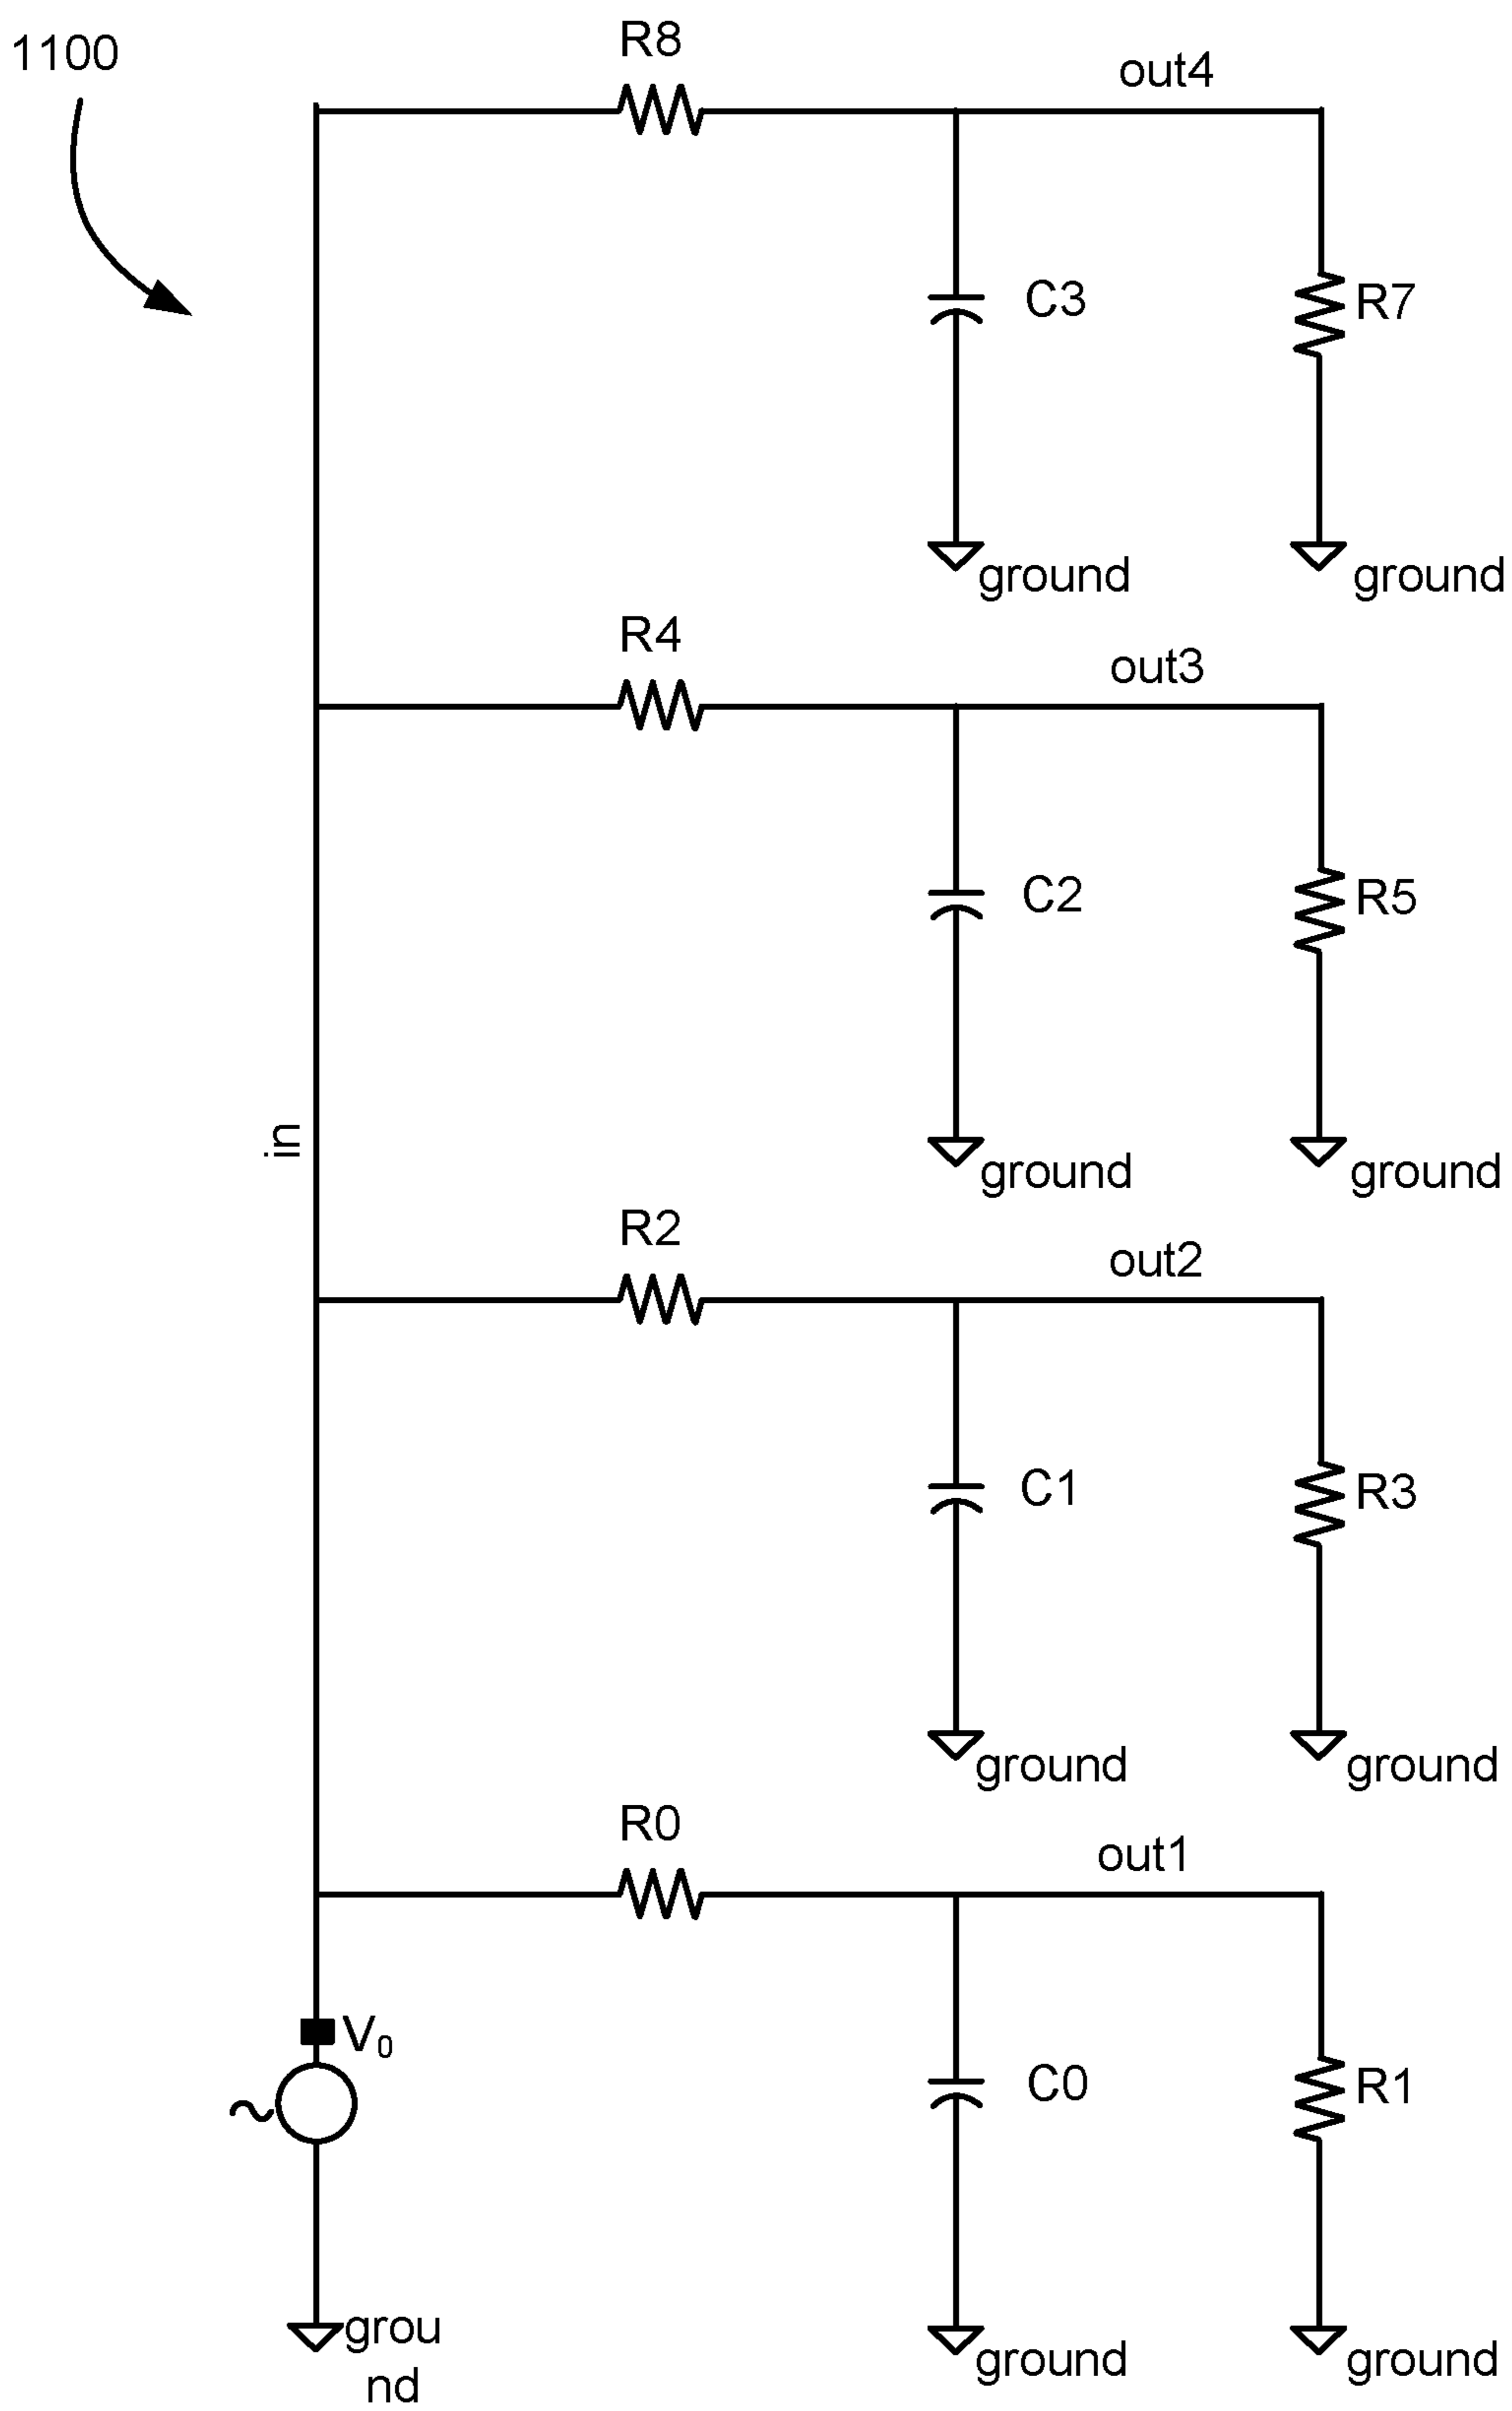 1100
R8
out4
C3
R7
ground
ground
R4
out3
C2
R5
ground
ground
in
R2
out2
C1
R3
ground
ground
R0
out1
V0
C0
R1
grou
nd
ground
ground